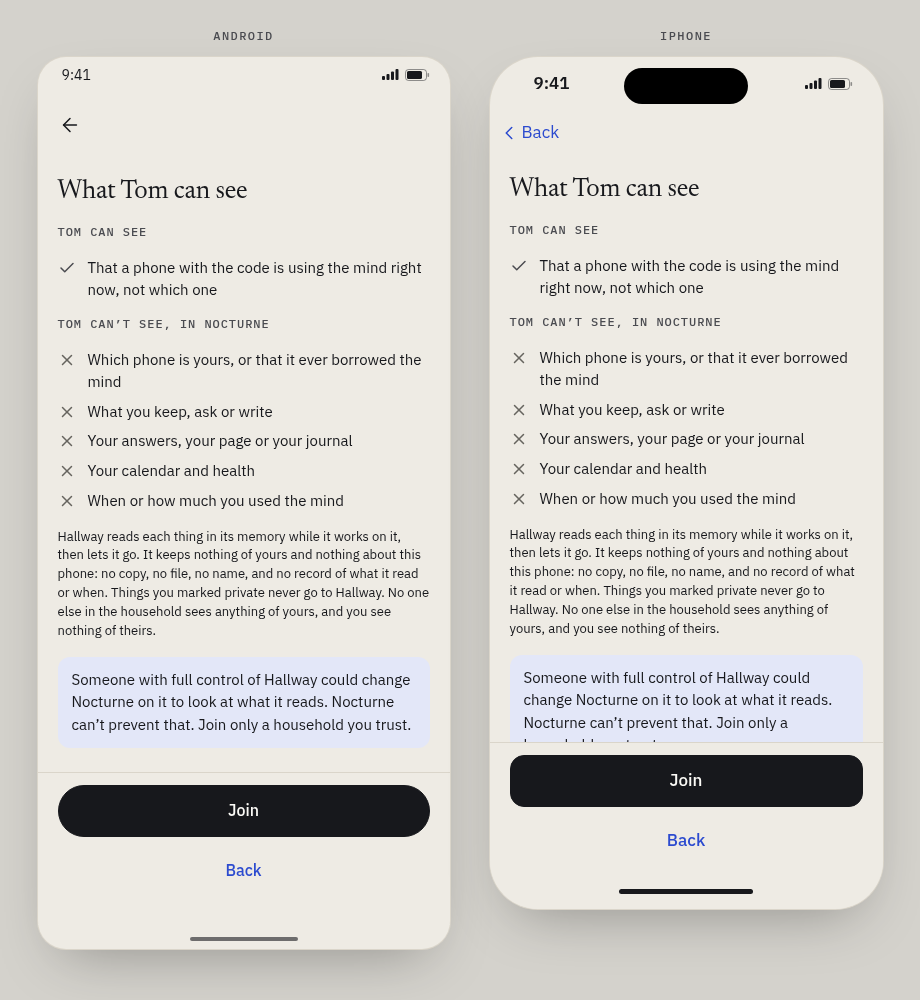 ANDROID
9:41
What Tom can see
TOM CAN SEE
That a phone with the code is using the mind right
now, not which one
TOM CAN’T SEE, IN NOCTURNE
Which phone is yours, or that it ever borrowed the
mind
What you keep, ask or write
Your answers, your page or your journal
Your calendar and health
When or how much you used the mind
Hallway reads each thing in its memory while it works on it,
then lets it go. It keeps nothing of yours and nothing about this
phone: no copy, no file, no name, and no record of what it read
or when. Things you marked private never go to Hallway. No one
else in the household sees anything of yours, and you see
nothing of theirs.
Someone with full control of Hallway could change
Nocturne on it to look at what it reads. Nocturne
can’t prevent that. Join only a household you trust.
Join
Back
IPHONE
9:41
Back
What Tom can see
TOM CAN SEE
That a phone with the code is using the mind
right now, not which one
TOM CAN’T SEE, IN NOCTURNE
Which phone is yours, or that it ever borrowed
the mind
What you keep, ask or write
Your answers, your page or your journal
Your calendar and health
When or how much you used the mind
Hallway reads each thing in its memory while it works on it,
then lets it go. It keeps nothing of yours and nothing about
this phone: no copy, no file, no name, and no record of what
it read or when. Things you marked private never go to
Hallway. No one else in the household sees anything of
yours, and you see nothing of theirs.
Someone with full control of Hallway could
change Nocturne on it to look at what it reads.
Nocturne can’t prevent that. Join only a
Join
Back